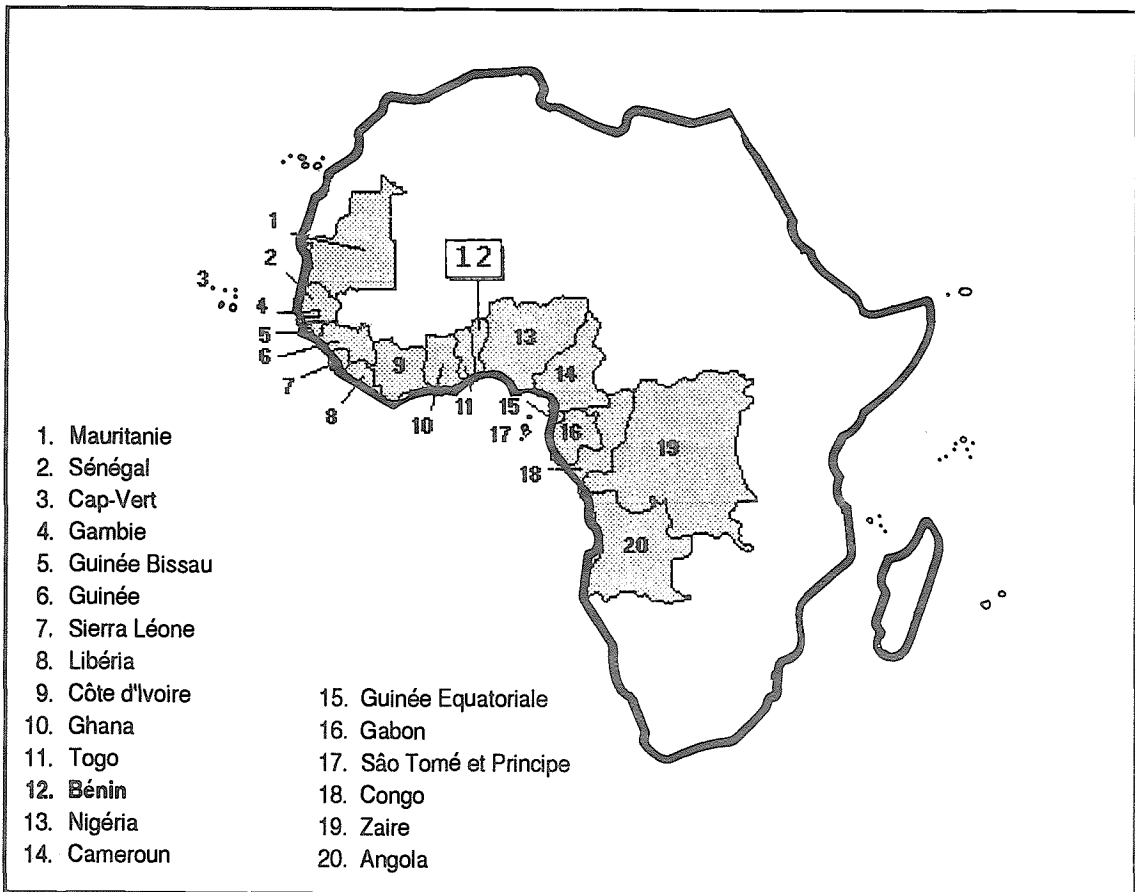 1
2
3
4
5
6
7
8
9
10
11
12
13
14
15
16
17
18
19
20
1. Mauritanie
2. Sénégal
3. Cap-Vert
4. Gambie
5. Guinée Bissau
6. Guinée
7. Sierra Léone
8. Libéria
9. Côte d'Ivoire
10. Ghana
11. Togo
12. Bénin
13. Nigéria
14. Cameroun
15. Guinée Equatoriale
16. Gabon
17. Sâo Tomé et Principe
18. Congo
19. Zaire
20. Angola